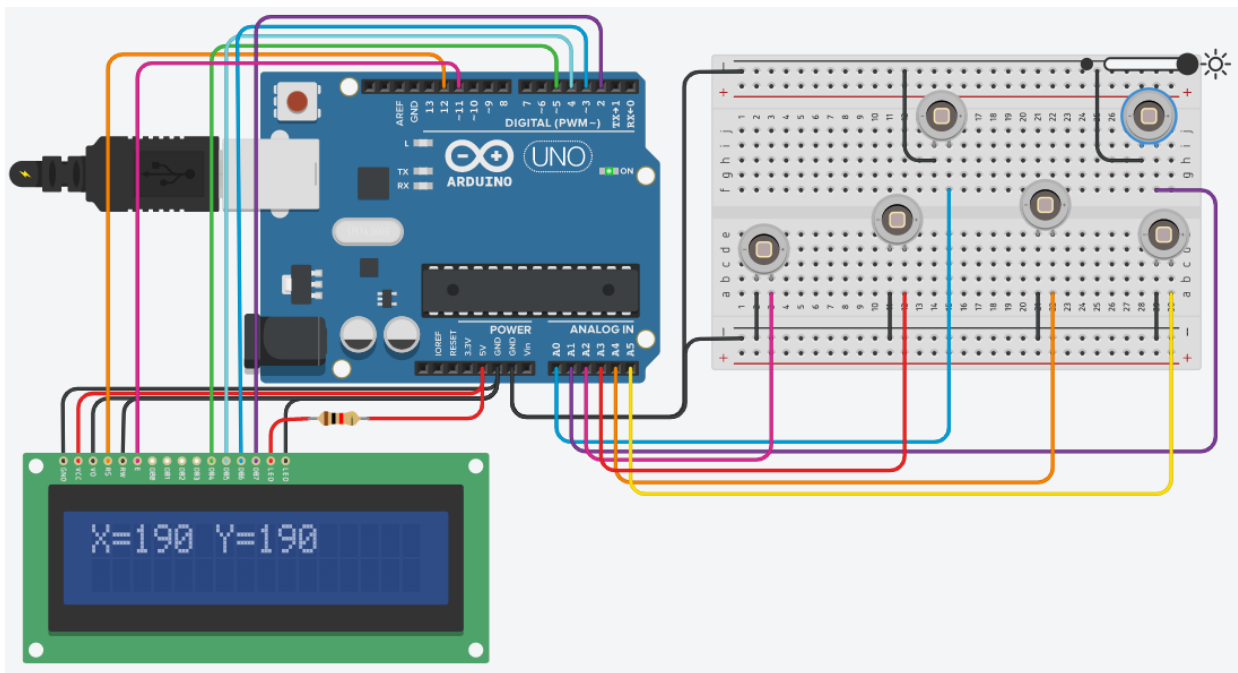 AREF
GND
13
12
~11
~10
~9
8
7
~6
~5
4
~3
2
TX→1
RX←0
DIGITAL (PWM~)
L
TX
RX
ARDUINO
UNO
ON
POWER
ANALOG IN
IOREF
RESET
3.3V
5V
GND
GND
Vin
A0
A1
A2
A3
A4
A5
GND
VCC
V0
RS
RW
E
DB0
DB1
DB2
DB3
DB4
DB5
DB6
DB7
LED
LED
X=190 Y=190